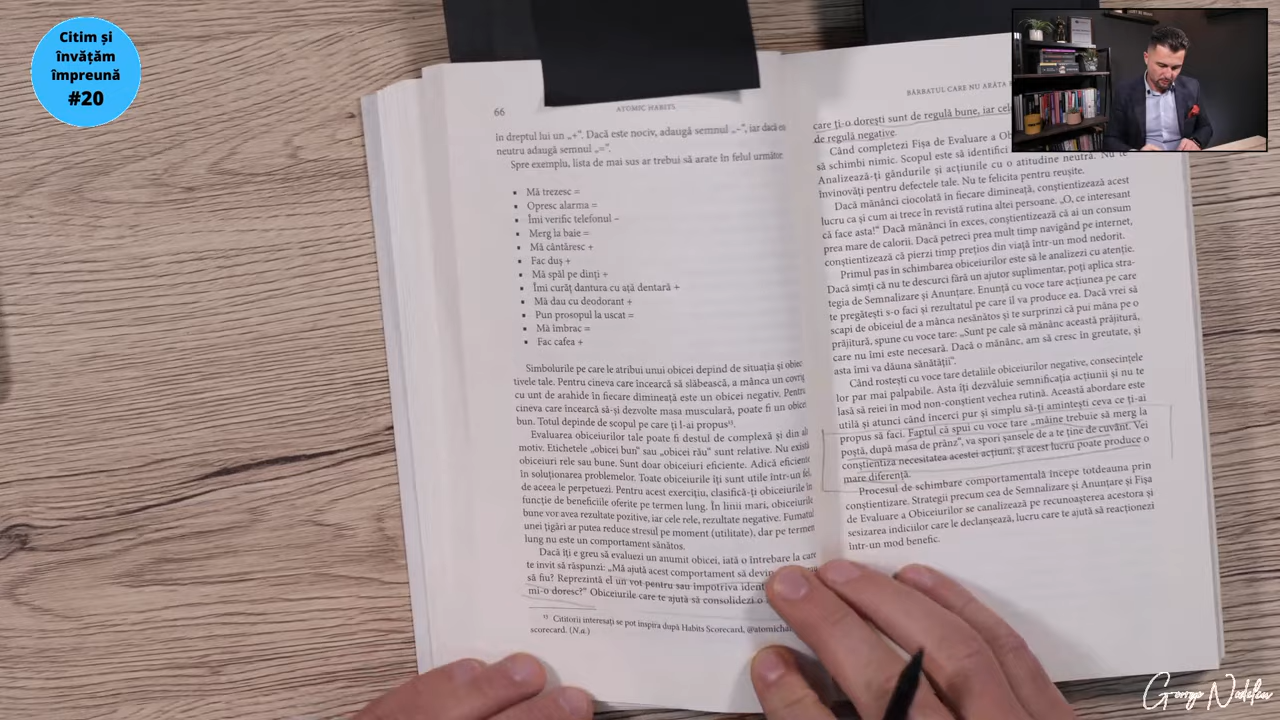 Citim și
învățăm
împreună
#20
66
ATOMIC HABITS
în dreptul lui un „+”. Dacă este nociv, adaugă semnul „–”, iar dacă es
neutru adaugă semnul „=”.
Spre exemplu, lista de mai sus ar trebui să arate în felul următor
• Mă trezesc =
• Opresc alarma =
• Îmi verific telefonul –
• Merg la baie =
• Mă cântăresc +
• Fac duș +
• Mă spăl pe dinți +
• Îmi curăț dantura cu ață dentară +
• Mă dau cu deodorant +
• Pun prosopul la uscat =
• Mă îmbrac =
• Fac cafea +
Simbolurile pe care le atribui unui obicei depind de situația și obiec
tivele tale. Pentru cineva care încearcă să slăbească, a mânca un covrig
cu unt de arahide în fiecare dimineață este un obicei negativ. Pentru
cineva care încearcă să-și dezvolte masa musculară, poate fi un obicei
bun. Totul depinde de scopul pe care ți l-ai propus¹³.
Evaluarea obiceiurilor tale poate fi destul de complexă și din alt
motiv. Etichetele „obicei bun” sau „obicei rău” sunt relative. Nu există
obiceiuri rele sau bune. Sunt doar obiceiuri eficiente. Adică eficiente
în soluționarea problemelor. Toate obiceiurile îți sunt utile într-un fel,
de aceea le perpetuezi. Pentru acest exercițiu, clasifică-ți obiceiurile în
funcție de beneficiile oferite pe termen lung. În linii mari, obiceiurile
bune vor avea rezultate pozitive, iar cele rele, rezultate negative. Fumatul
unei țigări ar putea reduce stresul pe moment (utilitate), dar pe termen
lung nu este un comportament sănătos.
Dacă îți e greu să evaluezi un anumit obicei, iată o întrebare la care
te invit să răspunzi: „Mă ajută acest comportament să devin
să fiu? Reprezintă el un vot pentru sau împotriva ident
mi-o doresc?” Obiceiurile care te ajută să consolidezi o
¹³ Cititorii interesați se pot inspira după Habits Scorecard, @atomicha
scorecard. (N.a.)
BĂRBATUL CARE NU ARĂTA
care ți-o dorești sunt de regulă bune, iar cel
de regulă negative.
Când completezi Fișa de Evaluare a Ob
să schimbi nimic. Scopul este să identifici
Analizează-ți gândurile și acțiunile cu o atitudine neutră. Nu te
învinovăți pentru defectele tale. Nu te felicita pentru reușite.
Dacă mănânci ciocolată în fiecare dimineață, conștientizează acest
lucru ca și cum ai trece în revistă rutina altei persoane. „O, ce interesant
că face asta!” Dacă mănânci în exces, conștientizează că ai un consum
prea mare de calorii. Dacă petreci prea mult timp navigând pe internet,
conștientizează că pierzi timp prețios din viață într-un mod nedorit.
Primul pas în schimbarea obiceiurilor este să le analizezi cu atenție.
Dacă simți că nu te descurci fără un ajutor suplimentar, poți aplica stra-
tegia de Semnalizare și Anunțare. Enunță cu voce tare acțiunea pe care
te pregătești s-o faci și rezultatul pe care îl va produce ea. Dacă vrei să
scapi de obiceiul de a mânca nesănătos și te surprinzi că pui mâna pe o
prăjitură, spune cu voce tare: „Sunt pe cale să mănânc această prăjitură,
care nu îmi este necesară. Dacă o mănânc, am să cresc în greutate, și
asta îmi va dăuna sănătății”.
Când rostești cu voce tare detaliile obiceiurilor negative, consecințele
lor par mai palpabile. Asta îți dezvăluie semnificația acțiunii și nu te
lasă să reiei în mod non-conștient vechea rutină. Această abordare este
utilă și atunci când încerci pur și simplu să-ți amintești ceva ce ți-ai
propus să faci. Faptul că spui cu voce tare „mâine trebuie să merg la
poștă, după masa de prânz”, va spori șansele de a te ține de cuvânt. Vei
conștientiza necesitatea acestei acțiuni, și acest lucru poate produce o
mare diferență.
Procesul de schimbare comportamentală începe totdeauna prin
conștientizare. Strategii precum cea de Semnalizare și Anunțare și Fișa
de Evaluare a Obiceiurilor se canalizează pe recunoașterea acestora și
sesizarea indiciilor care le declanșează, lucru care te ajută să reacționezi
într-un mod benefic.